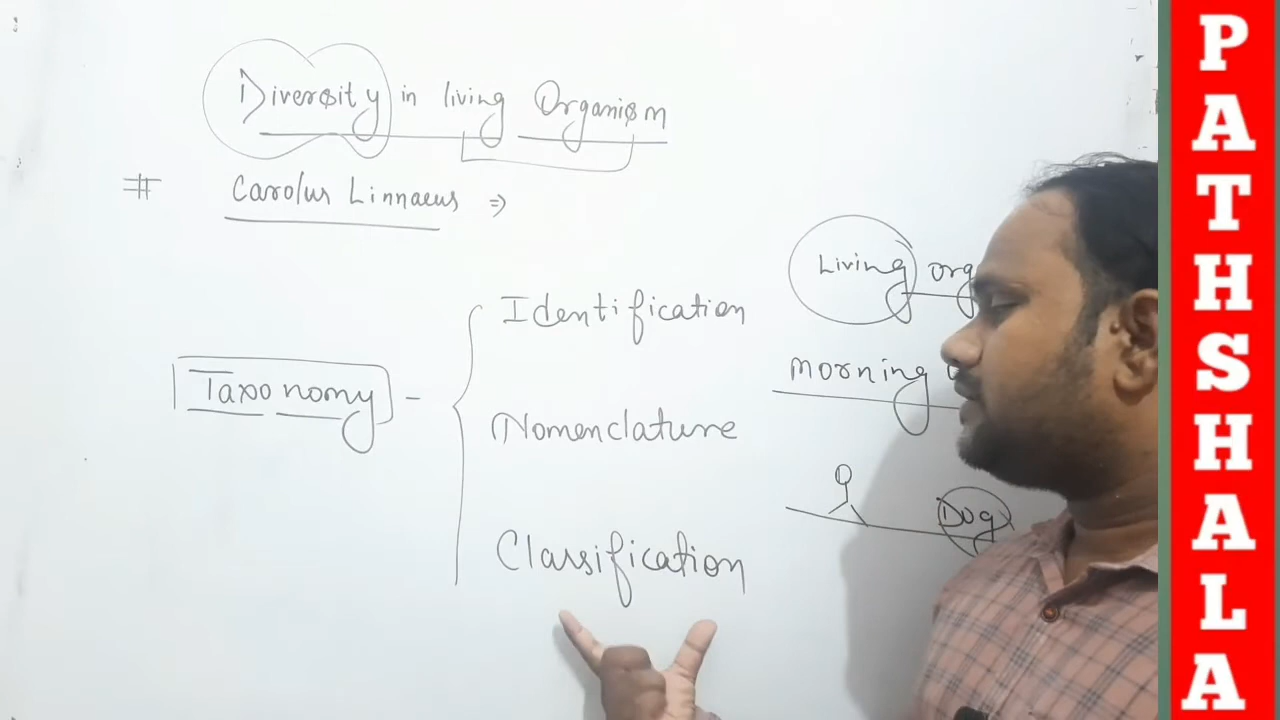 Diversity in living Organism
# Carolus Linnaeus ⇒
Living
Identification
Taxonomy -
Morning
Nomenclature
Dog
Classification
PATHSHALA